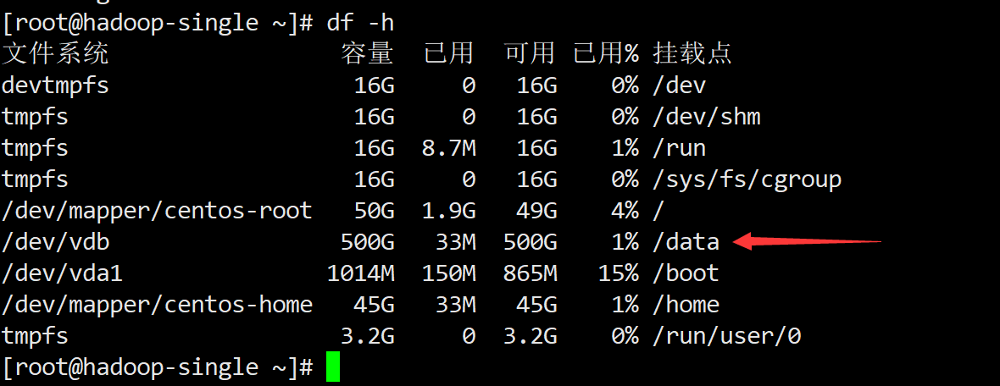 [root@hadoop-single ~]# df -h
文件系统 容量 已用 可用 已用% 挂载点
devtmpfs 16G 0 16G 0% /dev
tmpfs 16G 0 16G 0% /dev/shm
tmpfs 16G 8.7M 16G 1% /run
tmpfs 16G 0 16G 0% /sys/fs/cgroup
/dev/mapper/centos-root 50G 1.9G 49G 4% /
/dev/vdb 500G 33M 500G 1% /data
/dev/vda1 1014M 150M 865M 15% /boot
/dev/mapper/centos-home 45G 33M 45G 1% /home
tmpfs 3.2G 0 3.2G 0% /run/user/0
[root@hadoop-single ~]#